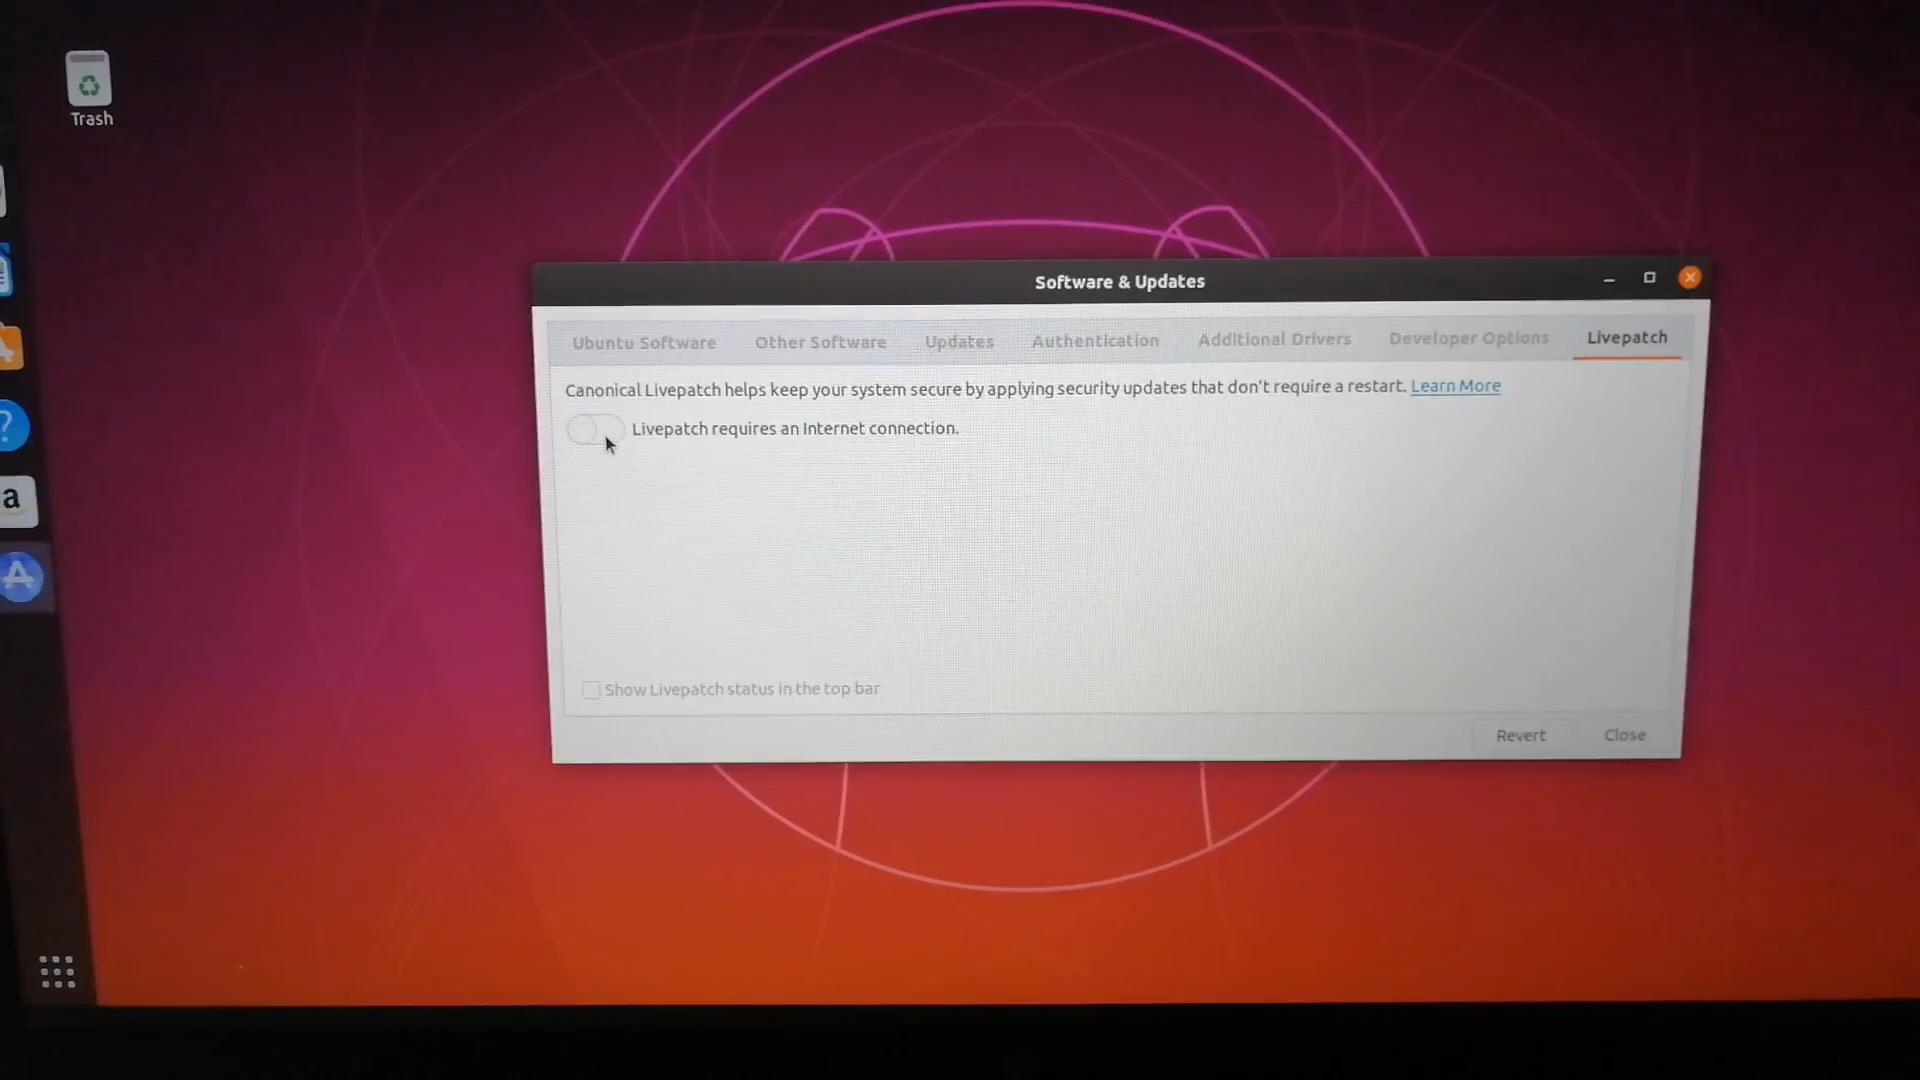 Trash
Software & Updates
Ubuntu Software Other Software Updates Authentication Additional Drivers Developer Options Livepatch
Canonical Livepatch helps keep your system secure by applying security updates that don't require a restart. Learn More
Livepatch requires an Internet connection.
?
a
Show Livepatch status in the top bar
Revert Close